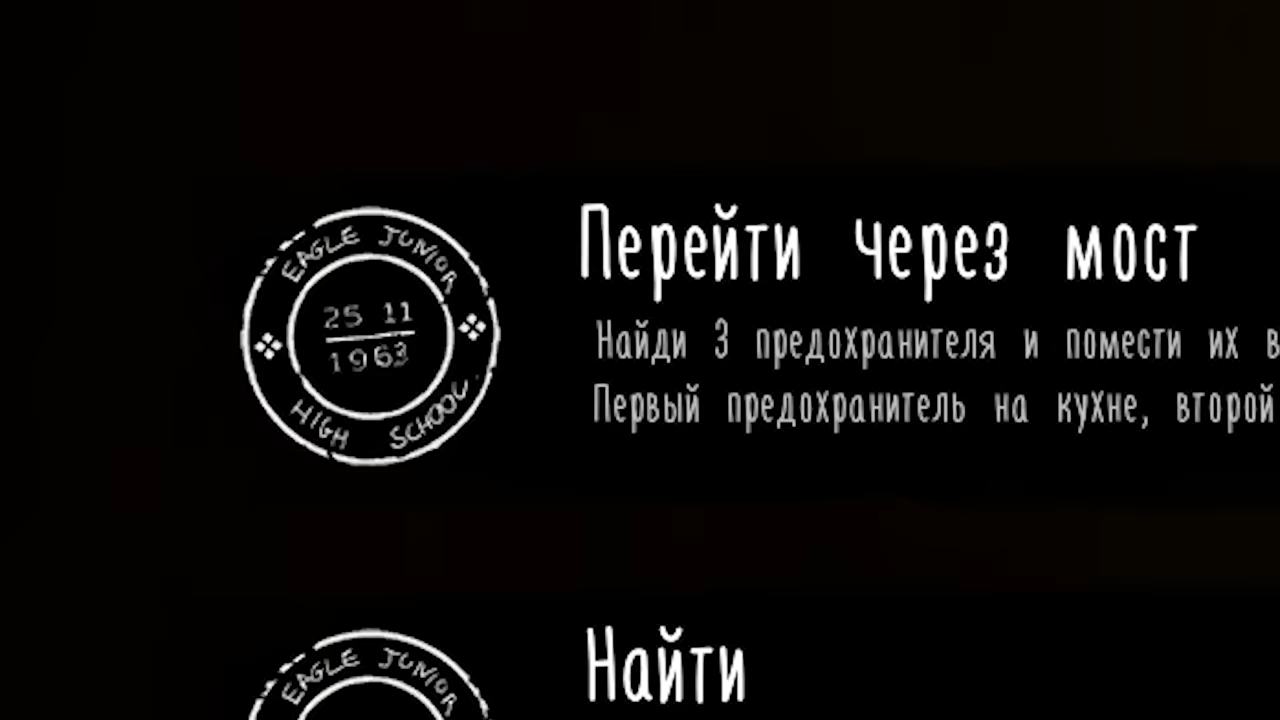 Перейти через мост
Найди 3 предохранителя и помести их в
Первый предохранитель на кухне, второй
EAGLE JUNIOR
25 11
1963
HIGH SCHOOL
Найти
EAGLE JUNIOR